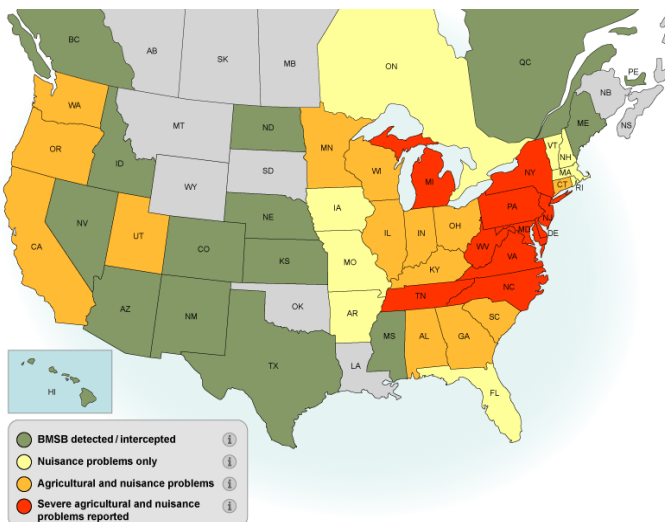 BC
AB
SK
MB
ON
QC
PE
NB
NS
ME
WA
MT
ND
MN
VT
NH
MA
CT
RI
OR
ID
WY
SD
WI
MI
NY
NV
UT
CO
NE
IA
IL
IN
OH
PA
NJ
MD
DE
CA
KS
MO
KY
WV
VA
AZ
NM
OK
AR
TN
NC
SC
TX
LA
MS
AL
GA
FL
HI
BMSB detected / intercepted i
Nuisance problems only i
Agricultural and nuisance problems i
Severe agricultural and nuisance i
problems reported